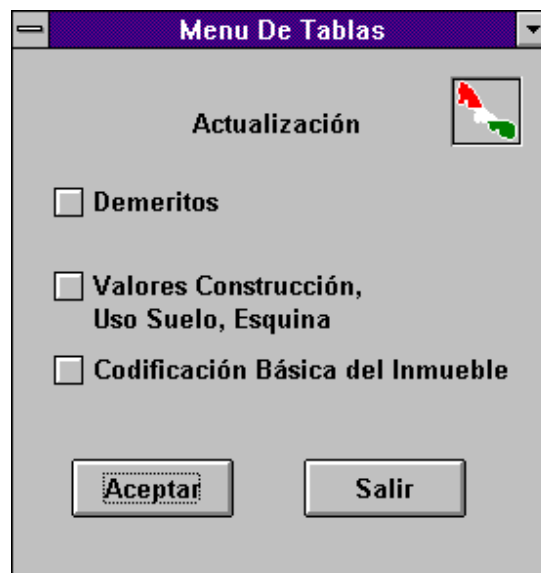 Menu De Tablas
Actualización
Demeritos
Valores Construcción,
Uso Suelo, Esquina
Codificación Básica del Inmueble
Aceptar
Salir